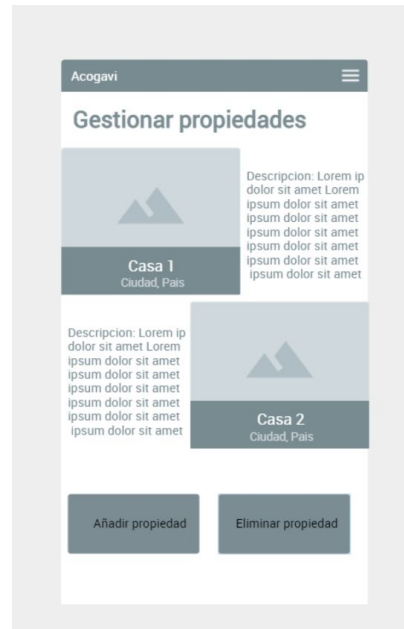 Acogavi
Gestionar propiedades
Descripcion: Lorem ip
dolor sit amet Lorem
ipsum dolor sit amet
ipsum dolor sit amet
ipsum dolor sit amet
ipsum dolor sit amet
ipsum dolor sit amet
ipsum dolor sit amet
Casa 1
Ciudad, Pais
Descripcion: Lorem ip
dolor sit amet Lorem
ipsum dolor sit amet
ipsum dolor sit amet
ipsum dolor sit amet
ipsum dolor sit amet
ipsum dolor sit amet
ipsum dolor sit amet
Casa 2
Ciudad, Pais
Añadir propiedad
Eliminar propiedad